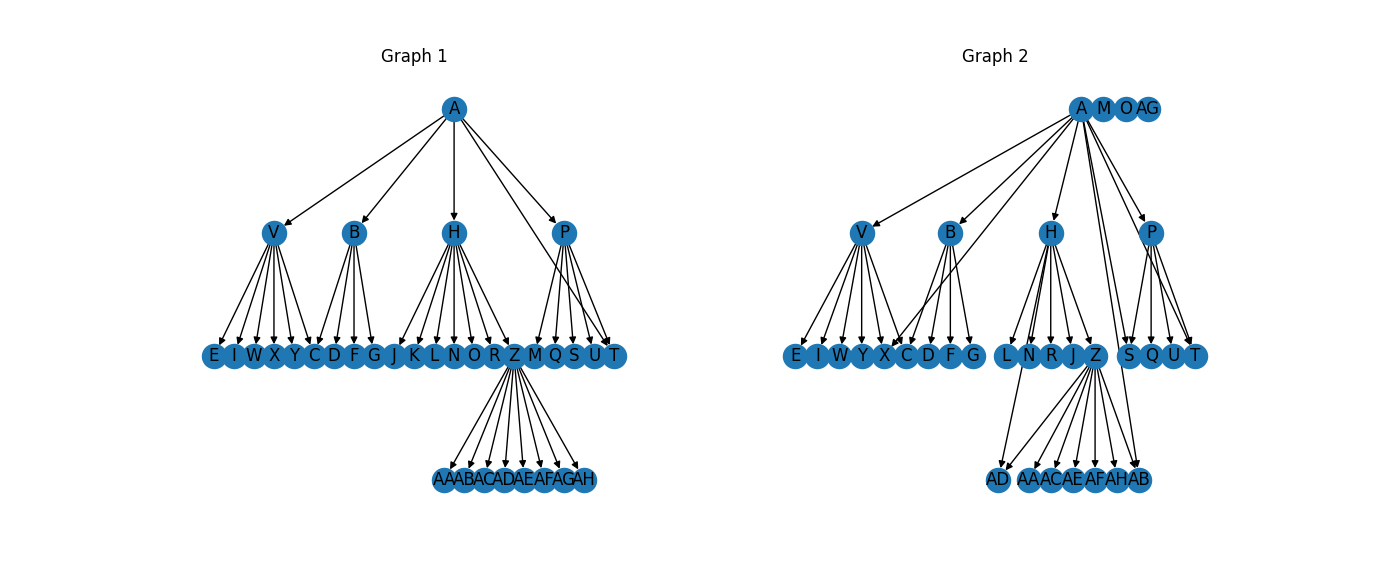 Graph 1
Graph 2
A
A M O AG
V B H P
V B H P
E I W X Y C D F G J K L N O R Z M Q S U T
E I W Y X C D F G L N R J Z S Q U T
AA AB AC AD AE AF AG AH
AD AA AC AE AF AH AB